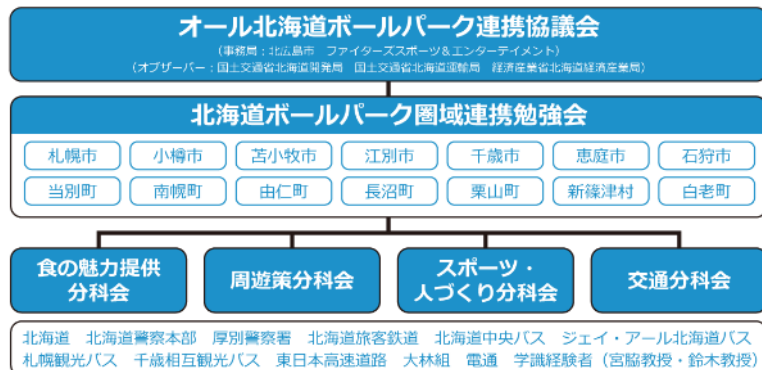 オール北海道ボールパーク連携協議会
(事務局：北広島市　ファイターズスポーツ＆エンターテイメント)
(オブザーバー：国土交通省北海道開発局　国土交通省北海道運輸局　経済産業省北海道経済産業局)
北海道ボールパーク圏域連携勉強会
札幌市　小樽市　苫小牧市　江別市　千歳市　恵庭市　石狩市
当別町　南幌町　由仁町　長沼町　栗山町　新篠津村　白老町
食の魅力提供
分科会
周遊策分科会
スポーツ・
人づくり分科会
交通分科会
北海道　北海道警察本部　厚別警察署　北海道旅客鉄道　北海道中央バス　ジェイ・アール北海道バス
札幌観光バス　千歳相互観光バス　東日本高速道路　大林組　電通　学識経験者（宮脇教授・鈴木教授）